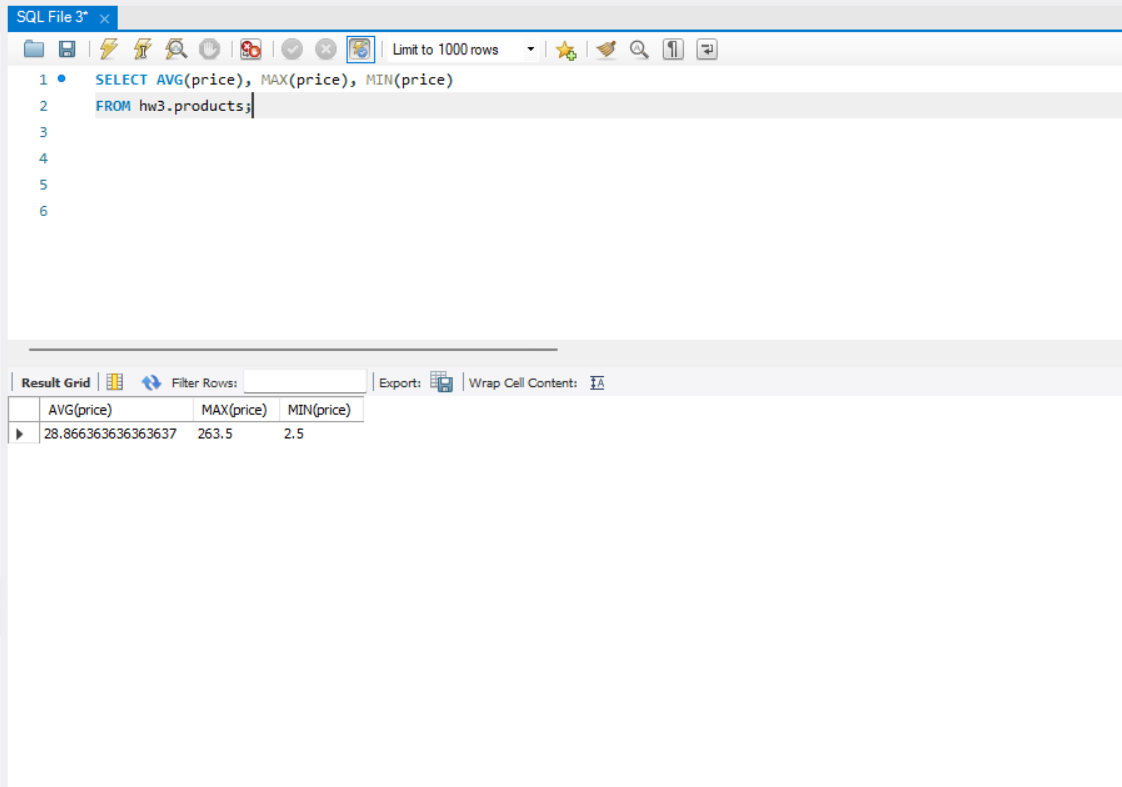 SQL File 3*
Limit to 1000 rows
1 SELECT AVG(price), MAX(price), MIN(price)
2 FROM hw3.products;
3
4
5
6
Result Grid Filter Rows: Export: Wrap Cell Content:
AVG(price) MAX(price) MIN(price)
28.866363636363637 263.5 2.5